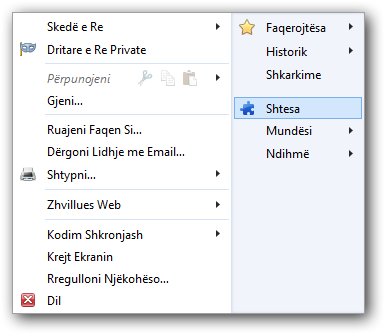 Skedë e Re
Dritare e Re Private
Përpunojeni
Gjeni...
Ruajeni Faqen Si...
Dërgoni Lidhje me Email...
Shtypni...
Zhvillues Web
Kodim Shkronjash
Krejt Ekranin
Rregulloni Njëkohëso...
Dil
Faqerojtësa
Historik
Shkarkime
Shtesa
Mundësi
Ndihmë